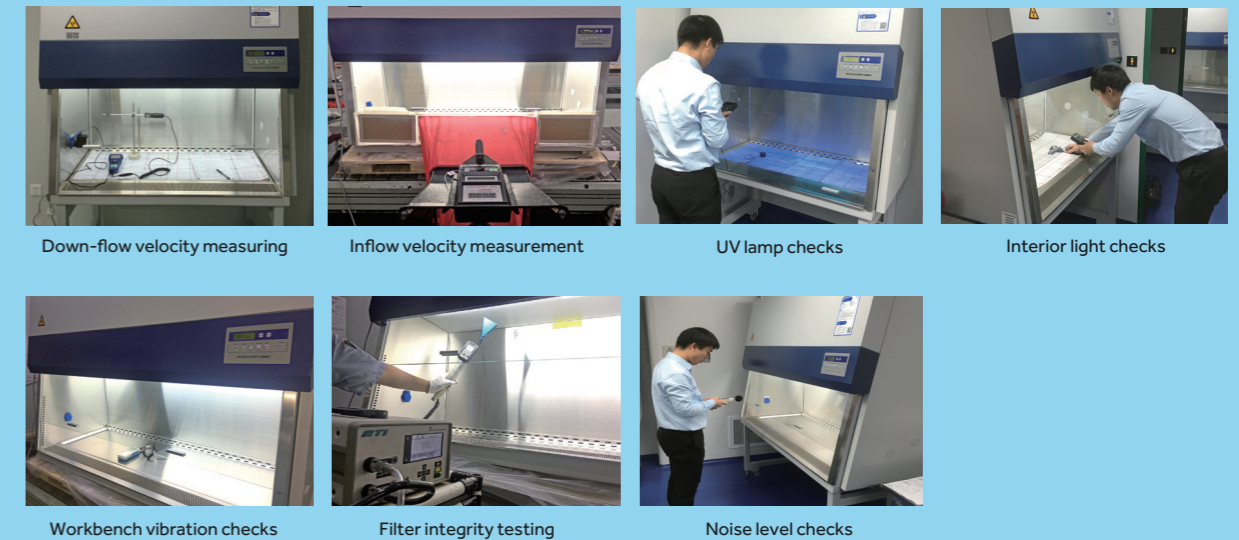 Down-flow velocity measuring
Inflow velocity measurement
UV lamp checks
Interior light checks
ATI
Workbench vibration checks
Filter integrity testing
Noise level checks